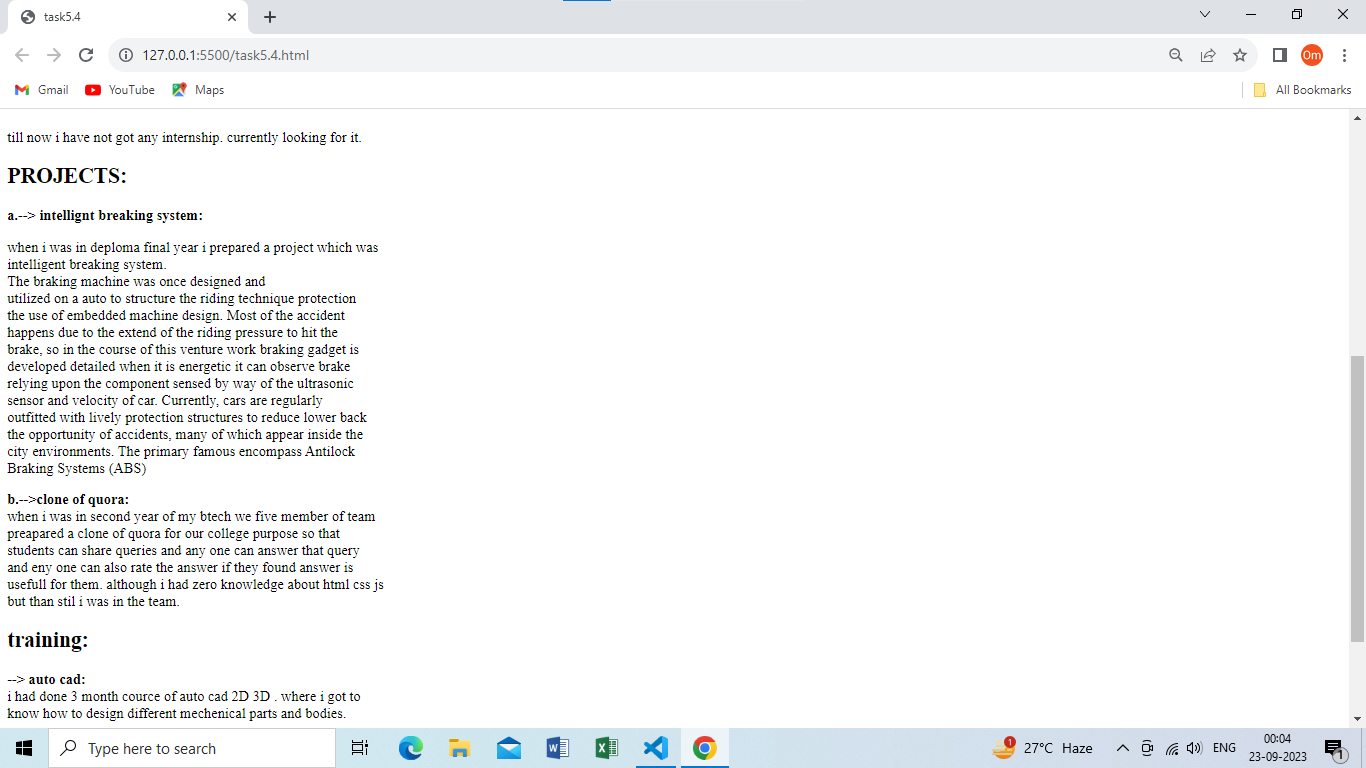 task5.4
127.0.0.1:5500/task5.4.html
Om
Gmail
YouTube
Maps
All Bookmarks
till now i have not got any internship. currently looking for it.
PROJECTS:
a.--> intellignt breaking system:
when i was in deploma final year i prepared a project which was
intelligent breaking system.
The braking machine was once designed and
utilized on a auto to structure the riding technique protection
the use of embedded machine design. Most of the accident
happens due to the extend of the riding pressure to hit the
brake, so in the course of this venture work braking gadget is
developed detailed when it is energetic it can observe brake
relying upon the component sensed by way of the ultrasonic
sensor and velocity of car. Currently, cars are regularly
outfitted with lively protection structures to reduce lower back
the opportunity of accidents, many of which appear inside the
city environments. The primary famous encompass Antilock
Braking Systems (ABS)
b.-->clone of quora:
when i was in second year of my btech we five member of team
preapared a clone of quora for our college purpose so that
students can share queries and any one can answer that query
and eny one can also rate the answer if they found answer is
usefull for them. although i had zero knowledge about html css js
but than stil i was in the team.
training:
--> auto cad:
i had done 3 month cource of auto cad 2D 3D . where i got to
know how to design different mechenical parts and bodies.
Type here to search
1
27°C Haze
ENG
00:04
23-09-2023
1